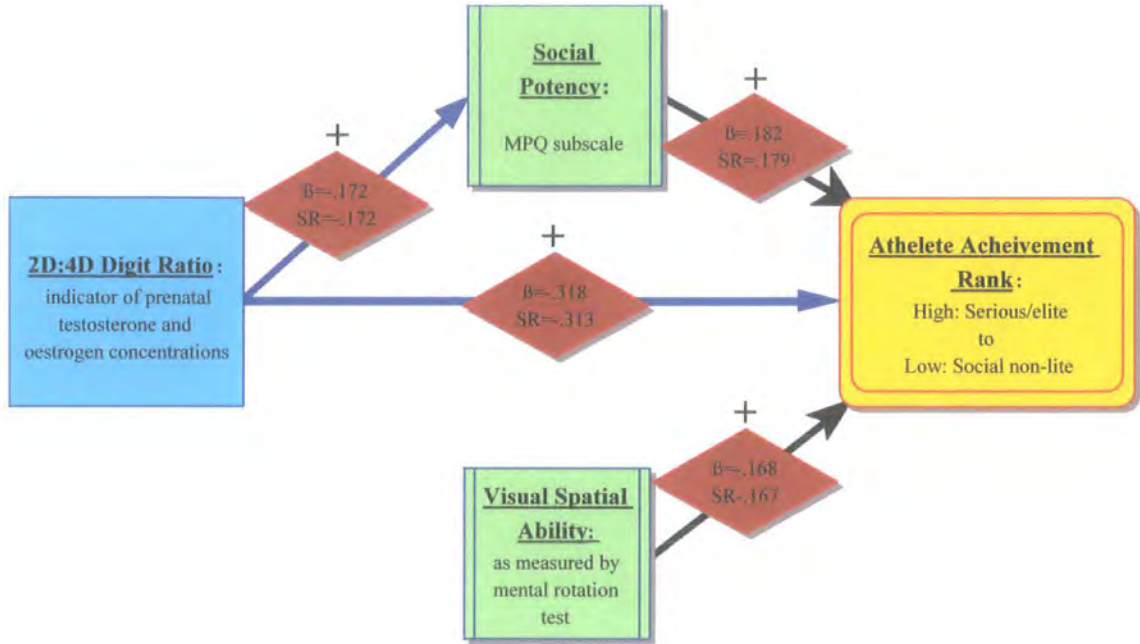 Social
Potency:
MPQ subscale
+
ß=.182
SR=.179
+
ß=-.172
SR=-.172
2D:4D Digit Ratio:
indicator of prenatal
testosterone and
oestrogen concentrations
+
ß=-.318
SR=-.313
Athelete Acheivement
Rank:
High: Serious/elite
to
Low: Social non-lite
+
ß=-.168
SR-.167
Visual Spatial
Ability:
as measured by
mental rotation
test